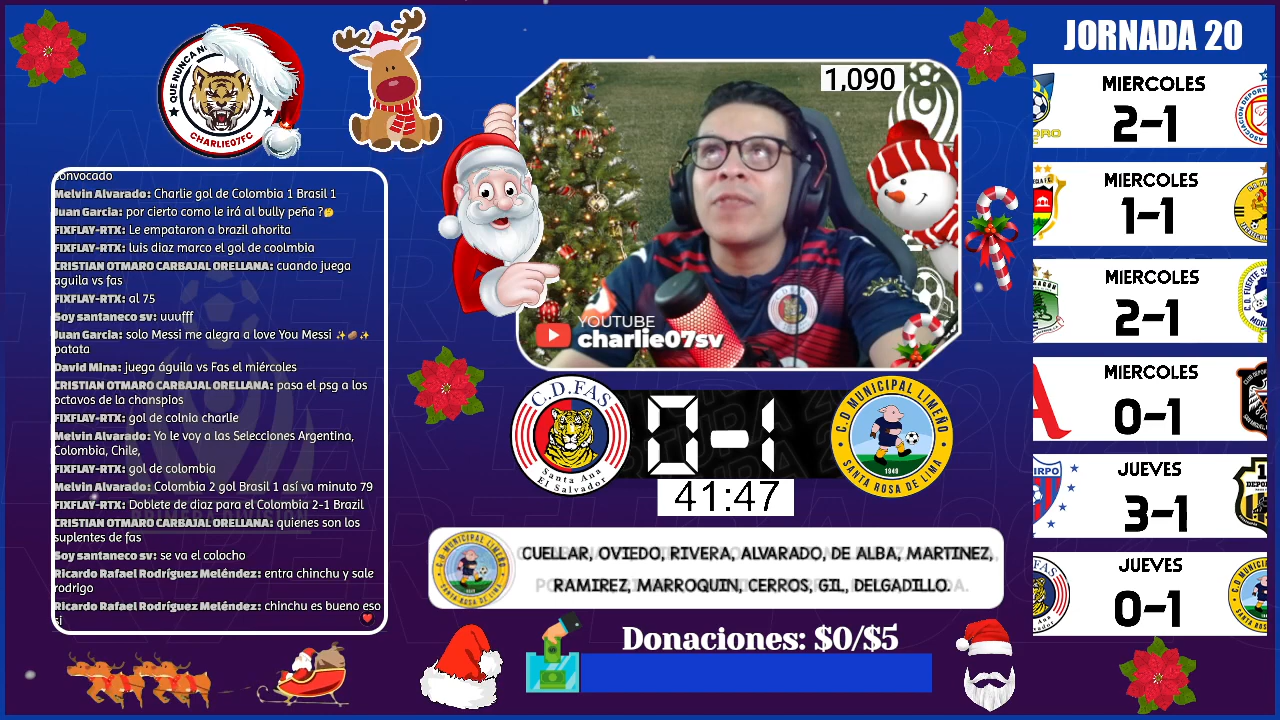 QUE NUNCA
CHARLIE07FC
convocado
Melvin Alvarado: Charlie gol de Colombia 1 Brasil 1
Juan Garcia: por cierto como le irá al bully peña ?🤔
FIXFLAY-RTX: Le empataron a brazil ahorita
FIXFLAY-RTX: luis diaz marco el gol de coolmbia
CRISTIAN OTMARO CARBAJAL ORELLANA: cuando juega
aguila vs fas
FIXFLAY-RTX: al 75
Soy santaneco sv: uuufff
Juan Garcia: solo Messi me alegra a love You Messi ✨🥔✨
patata
David Mina: juega águila vs Fas el miércoles
CRISTIAN OTMARO CARBAJAL ORELLANA: pasa el psg a los
octavos de la chanspios
FIXFLAY-RTX: gol de colnia charlle
Melvin Alvarado: Yo le voy a las Selecciones Argentina,
Colombia, Chile,
FIXFLAY-RTX: gol de colombia
Melvin Alvarado: Colombia 2 gol Brasil 1 así va minuto 79
FIXFLAY-RTX: Doblete de diaz para el Colombia 2-1 Brazil
CRISTIAN OTMARO CARBAJAL ORELLANA: quienes son los
suplentes de fas
Soy santaneco sv: se va el colocho
Ricardo Rafael Rodríguez Meléndez: entra chinchu y sale
rodrigo
Ricardo Rafael Rodríguez Meléndez: chinchu es bueno eso
si
1,090
YOUTUBE
charlie07sv
C.D.FAS
Santa Ana
El Salvador
0-1
C.D MUNICIPAL LIMEÑO
1949
SANTA ROSA DE LIMA
41:47
C.D MUNICIPAL LIMEÑO
SANTA ROSA DE LIMA
CUELLAR, OVIEDO, RIVERA, ALVARADO, DE ALBA, MARTINEZ,
RAMIREZ, MARROQUIN, CERROS, GIL, DELGADILLO.
Donaciones: $0/$5
JORNADA 20
MIERCOLES
2-1
MIERCOLES
1-1
MIERCOLES
2-1
MIERCOLES
0-1
JUEVES
3-1
JUEVES
0-1